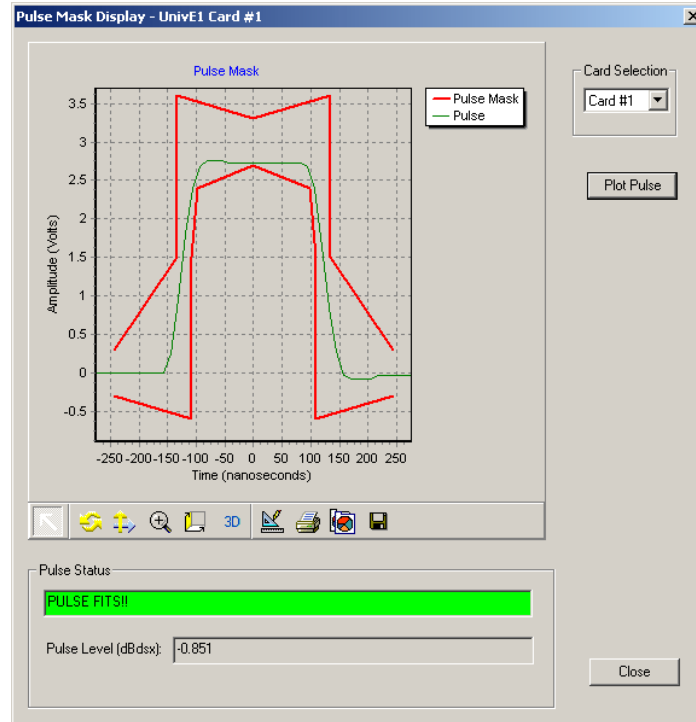 Pulse Mask Display - UnivE1 Card #1
Pulse Mask
Pulse Mask
Pulse
3.5
3
2.5
2
1.5
1
0.5
0
-0.5
Amplitude (Volts)
-250 -200 -150 -100 -50 0 50 100 150 200 250
Time (nanoseconds)
3D
Card Selection
Card #1
Plot Pulse
Pulse Status
PULSE FITS!!
Pulse Level (dBdsx): -0.851
Close